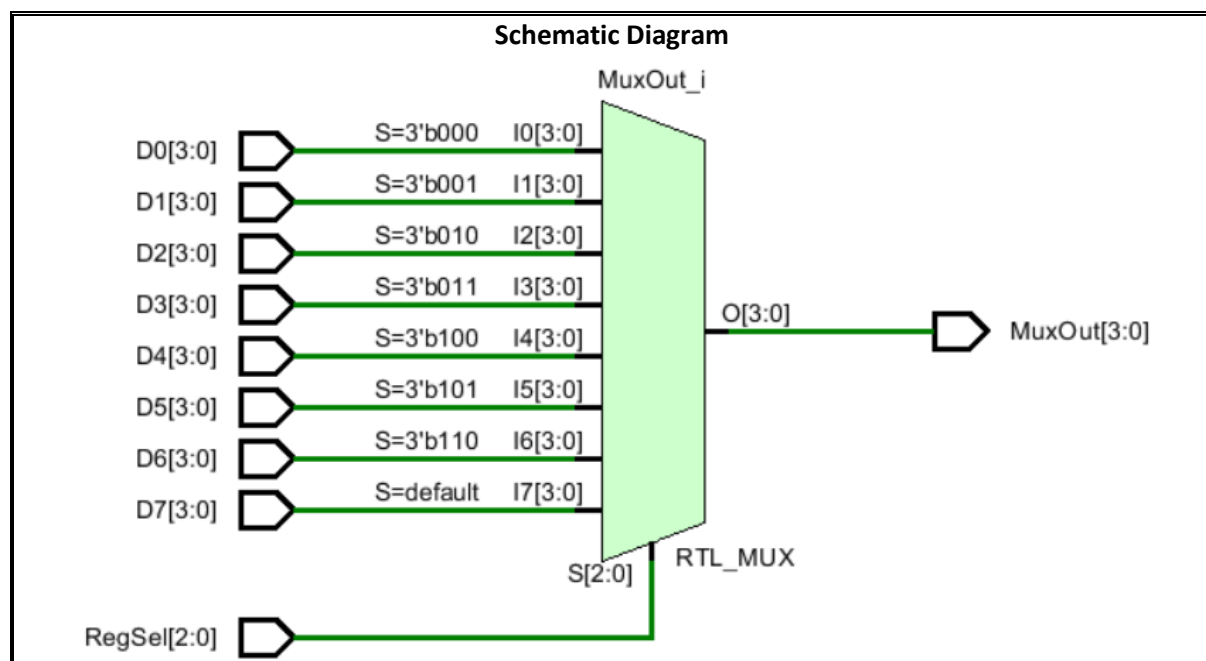 Schematic Diagram
MuxOut_i
D0[3:0] S=3'b000 I0[3:0]
D1[3:0] S=3'b001 I1[3:0]
D2[3:0] S=3'b010 I2[3:0]
D3[3:0] S=3'b011 I3[3:0]
O[3:0] MuxOut[3:0]
D4[3:0] S=3'b100 I4[3:0]
D5[3:0] S=3'b101 I5[3:0]
D6[3:0] S=3'b110 I6[3:0]
D7[3:0] S=default I7[3:0]
S[2:0] RTL_MUX
RegSel[2:0]